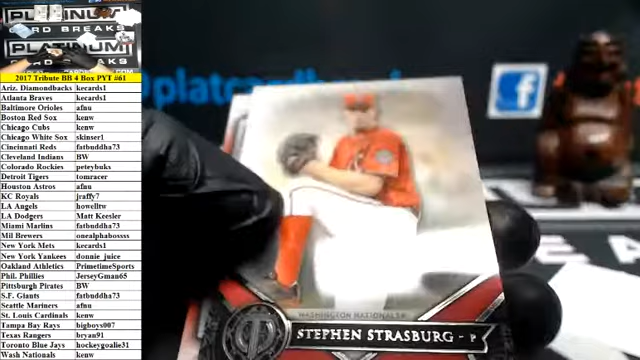 PLATINUM
CARD BREAKS
PLATINUM
2017 Tribute BB 4 Box PYT #61
Ariz. Diamondbacks kecards1
Atlanta Braves kecards1
Baltimore Orioles afnu
Boston Red Sox kenw
Chicago Cubs kenw
Chicago White Sox skinser1
Cincinnati Reds fatbuddha73
Cleveland Indians BW
Colorado Rockies peteybuks
Detroit Tigers tomracer
Houston Astros afnu
KC Royals jraffy7
LA Angels howelltw
LA Dodgers Matt Keesler
Miami Marlins fatbuddha73
Mil Brewers onealphabossss
New York Mets kecards1
New York Yankees donnie_juice
Oakland Athletics PrimetimeSports
Phil. Phillies JerseyGman65
Pittsburgh Pirates BW
S.F. Giants fatbuddha73
Seattle Mariners afnu
St. Louis Cardinals kenw
Tampa Bay Rays bigboys007
Texas Rangers bryan91
Toronto Blue Jays hockeygoalie31
Wash Nationals kenw
f
WASHINGTON NATIONALS®
STEPHEN STRASBURG - P